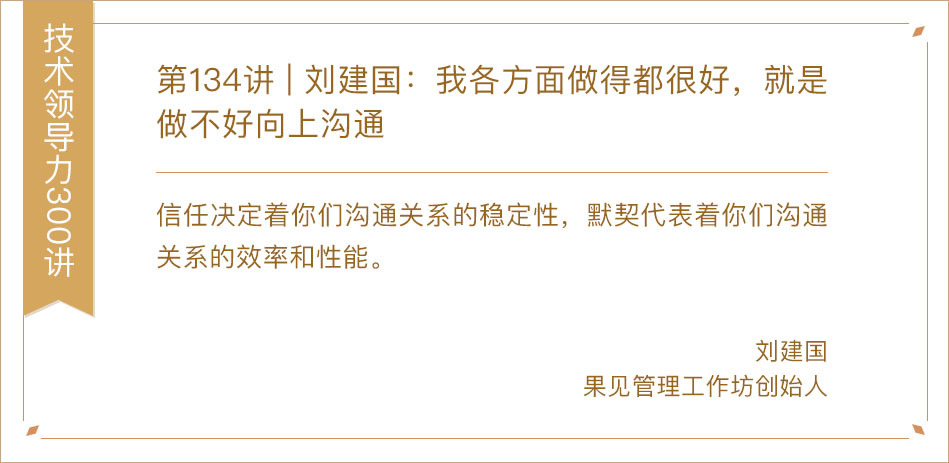 技术领导力300讲
第134讲 | 刘建国：我各方面做得都很好，就是
做不好向上沟通
信任决定着你们沟通关系的稳定性，默契代表着你们沟通
关系的效率和性能。
刘建国
果见管理工作坊创始人